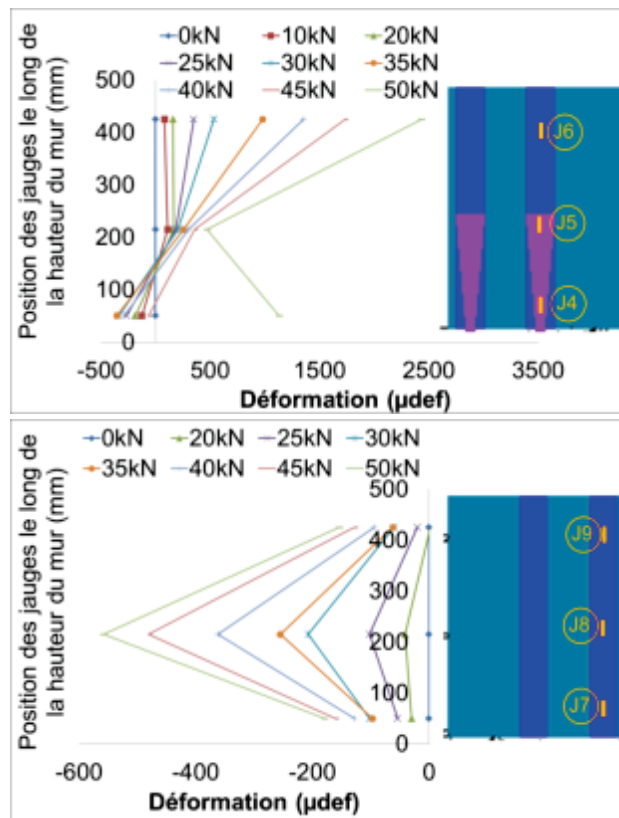 0kN 10kN 20kN
25kN 30kN 35kN
40kN 45kN 50kN
Position des jauges le long de
la hauteur du mur (mm)
500
400
300
200
100
0
-500 500 1500 2500 3500
Déformation (µdef)
J6
J5
J4
0kN 20kN 25kN 30kN
35kN 40kN 45kN 50kN
Position des jauges le long de
la hauteur du mur (mm)
500
400
300
200
100
0
-600 -400 -200 0
Déformation (µdef)
J9
J8
J7